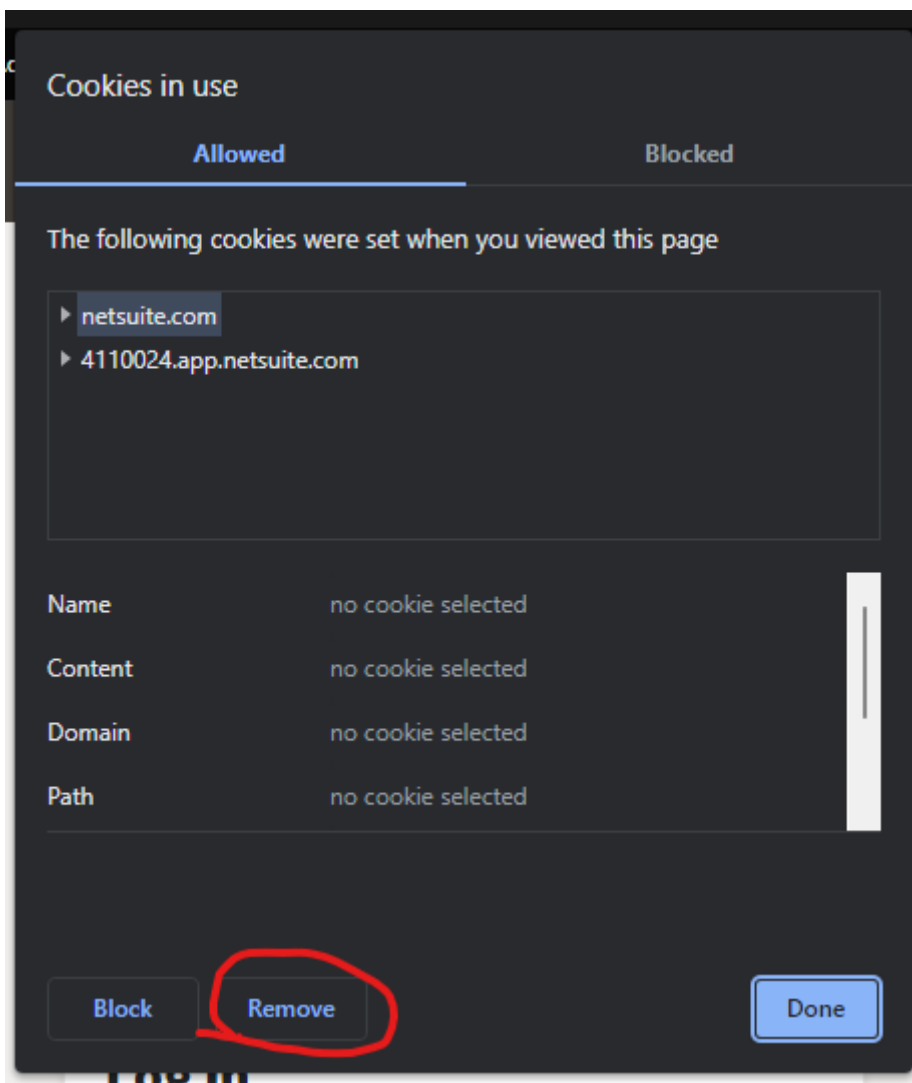 Cookies in use
Allowed Blocked
The following cookies were set when you viewed this page
netsuite.com
4110024.app.netsuite.com
Name no cookie selected
Content no cookie selected
Domain no cookie selected
Path no cookie selected
Block Remove Done
Log in